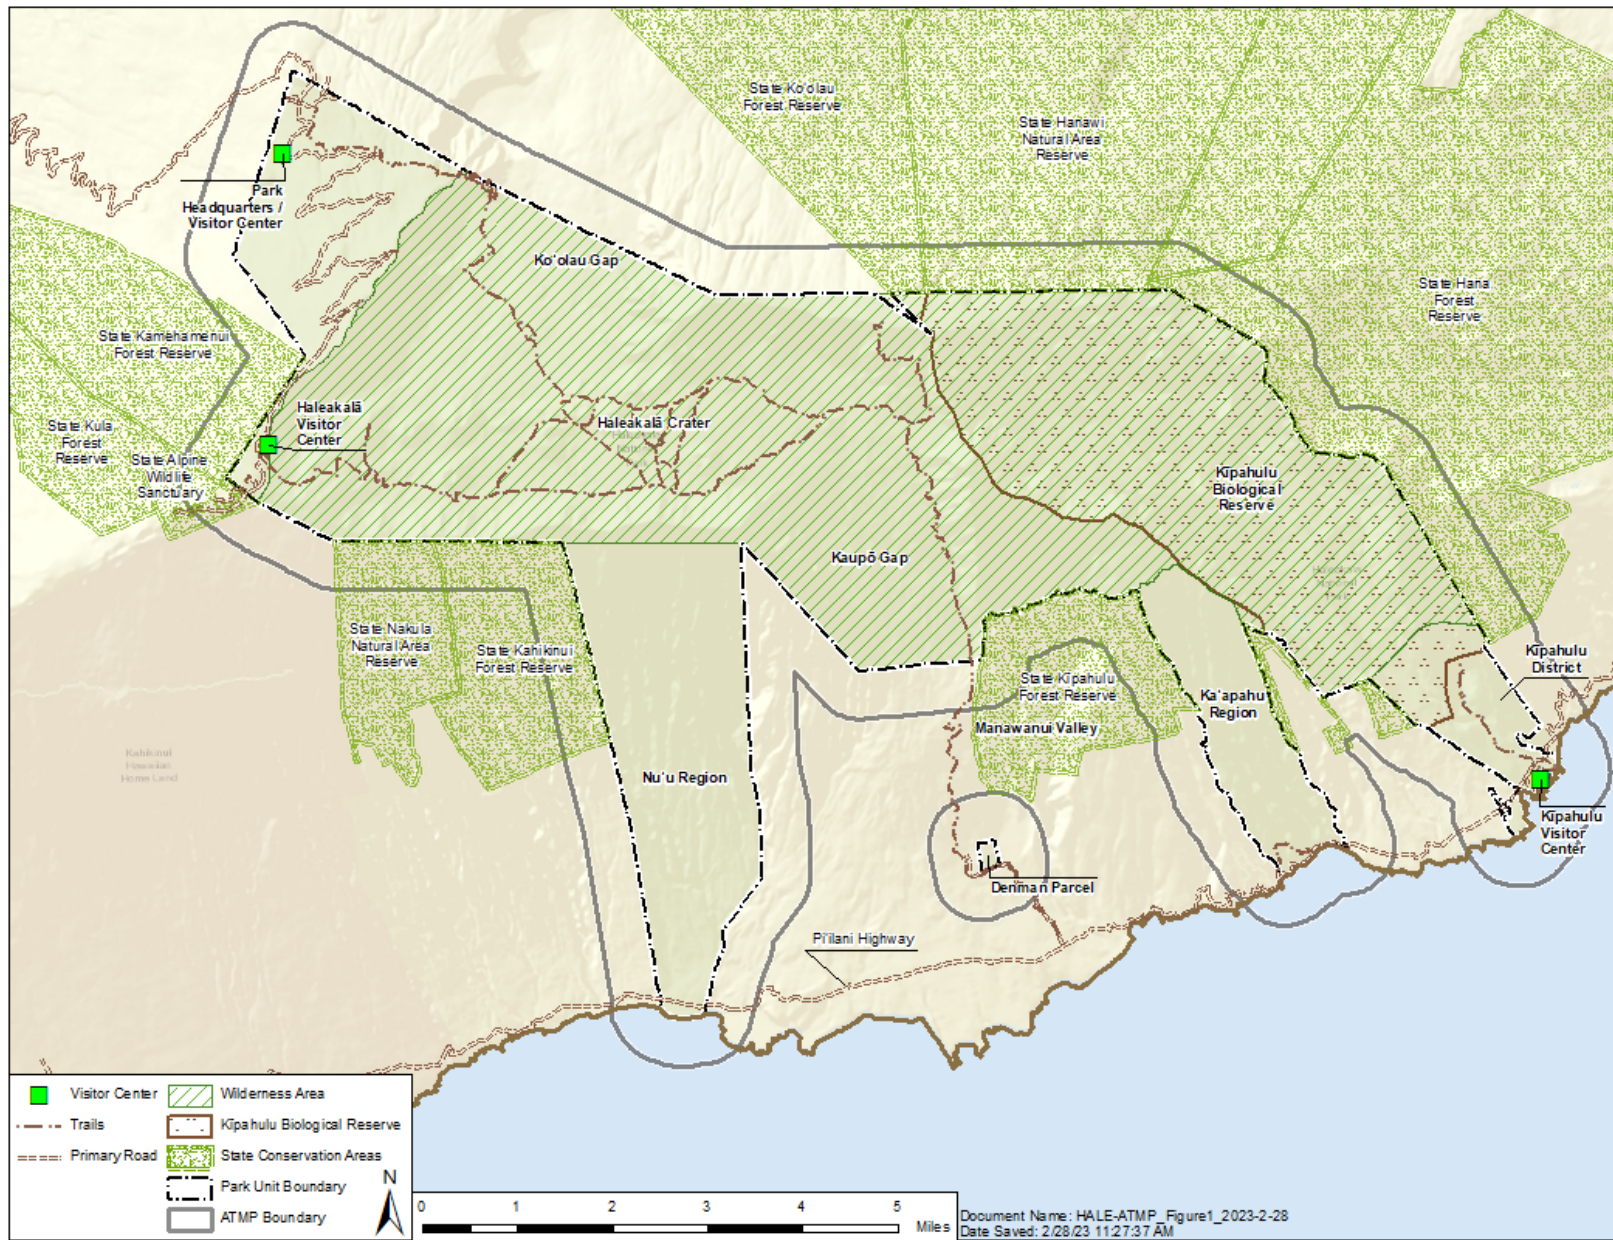 State Ko'olau
Forest Reserve
State Hanawi
Natural Area
Reserve
Park
Headquarters /
Visitor Center
Ko'olau Gap
State Hana
Forest
Reserve
State Kamehamenui
Forest Reserve
Haleakalā
Visitor
Center
Haleakalā Crater
State Kula
Forest
Reserve
State Alpine
Wildlife
Sanctuary
Kīpahulu
Biological
Reserve
Kaupō Gap
State Nakula
Natural Area
Reserve
State Kahikinui
Forest Reserve
State Kīpahulu
Forest Reserve
Manawanui Valley
Ka'apahu
Region
Kīpahulu
District
Kahikinui
Hawaiian
Home Land
Nu'u Region
Kīpahulu
Visitor
Center
Denman Parcel
Pi'ilani Highway
Visitor Center
Trails
Primary Road
Wilderness Area
Kīpahulu Biological Reserve
State Conservation Areas
Park Unit Boundary
ATMP Boundary
N
0 1 2 3 4 5
Miles
Document Name: HALE-ATMP_Figure1_2023-2-28
Date Saved: 2/28/23 11:27:37 AM